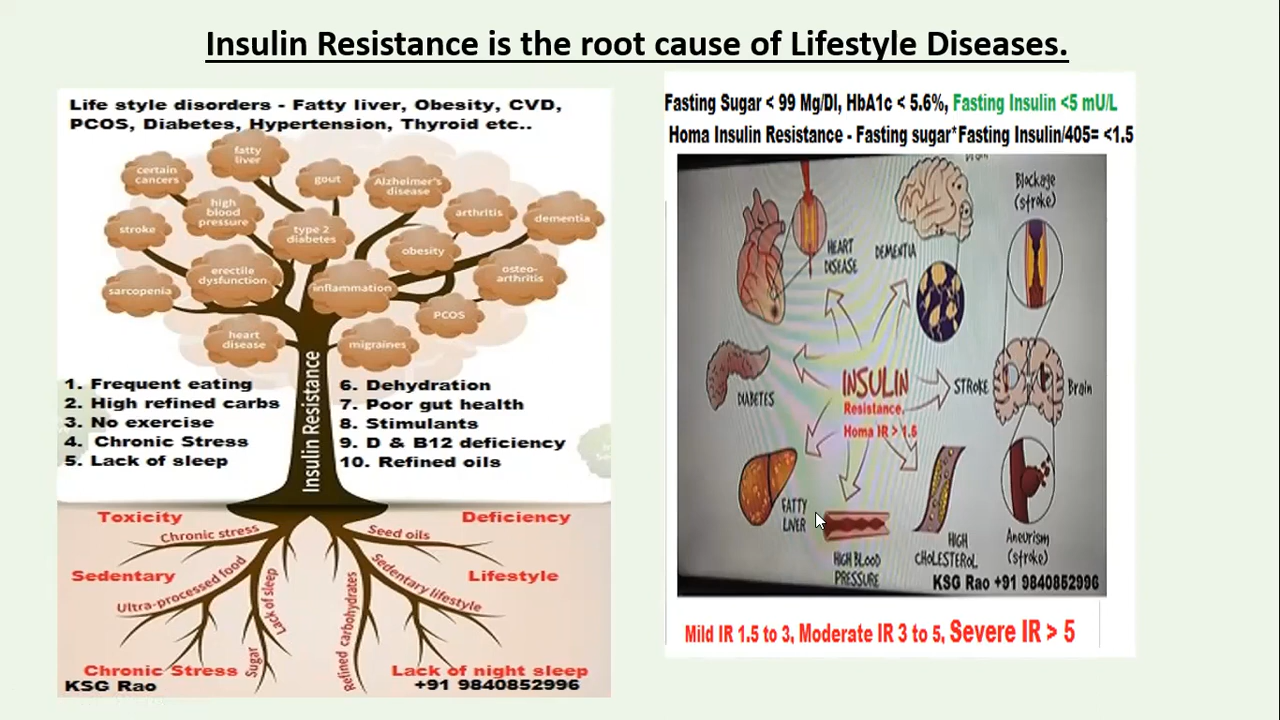 Insulin Resistance is the root cause of Lifestyle Diseases.
Life style disorders - Fatty liver, Obesity, CVD,
PCOS, Diabetes, Hypertension, Thyroid etc..
fatty
liver
certain
cancers
gout
Alzheimer's
disease
high
blood
pressure
arthritis
dementia
stroke
type 2
diabetes
obesity
erectile
dysfunction
osteo-
arthritis
sarcopenia
inflammation
PCOS
heart
disease
migraines
Insulin Resistance
1. Frequent eating
2. High refined carbs
3. No exercise
4. Chronic Stress
5. Lack of sleep
6. Dehydration
7. Poor gut health
8. Stimulants
9. D & B12 deficiency
10. Refined oils
Toxicity
Deficiency
Chronic stress
Seed oils
Sedentary
Lifestyle
Ultra-processed food
Lack of sleep
Sedentary lifestyle
Sugar
Refined carbohydrates
Chronic Stress
Lack of night sleep
KSG Rao
+91 9840852996
Fasting Sugar < 99 Mg/Dl, HbA1c < 5.6%, Fasting Insulin <5 mU/L
Homa Insulin Resistance - Fasting sugar*Fasting Insulin/405= <1.5
Blockage
(stroke)
HEART
DISEASE
DEMENTIA
INSULIN
Resistance,
Homa IR > 1.5
STROKE
Brain
DIABETES
FATTY
LIVER
HIGH BLOOD
PRESSURE
HIGH
CHOLESTEROL
Aneurism
(stroke)
KSG Rao +91 9840852996
Mild IR 1.5 to 3, Moderate IR 3 to 5, Severe IR > 5